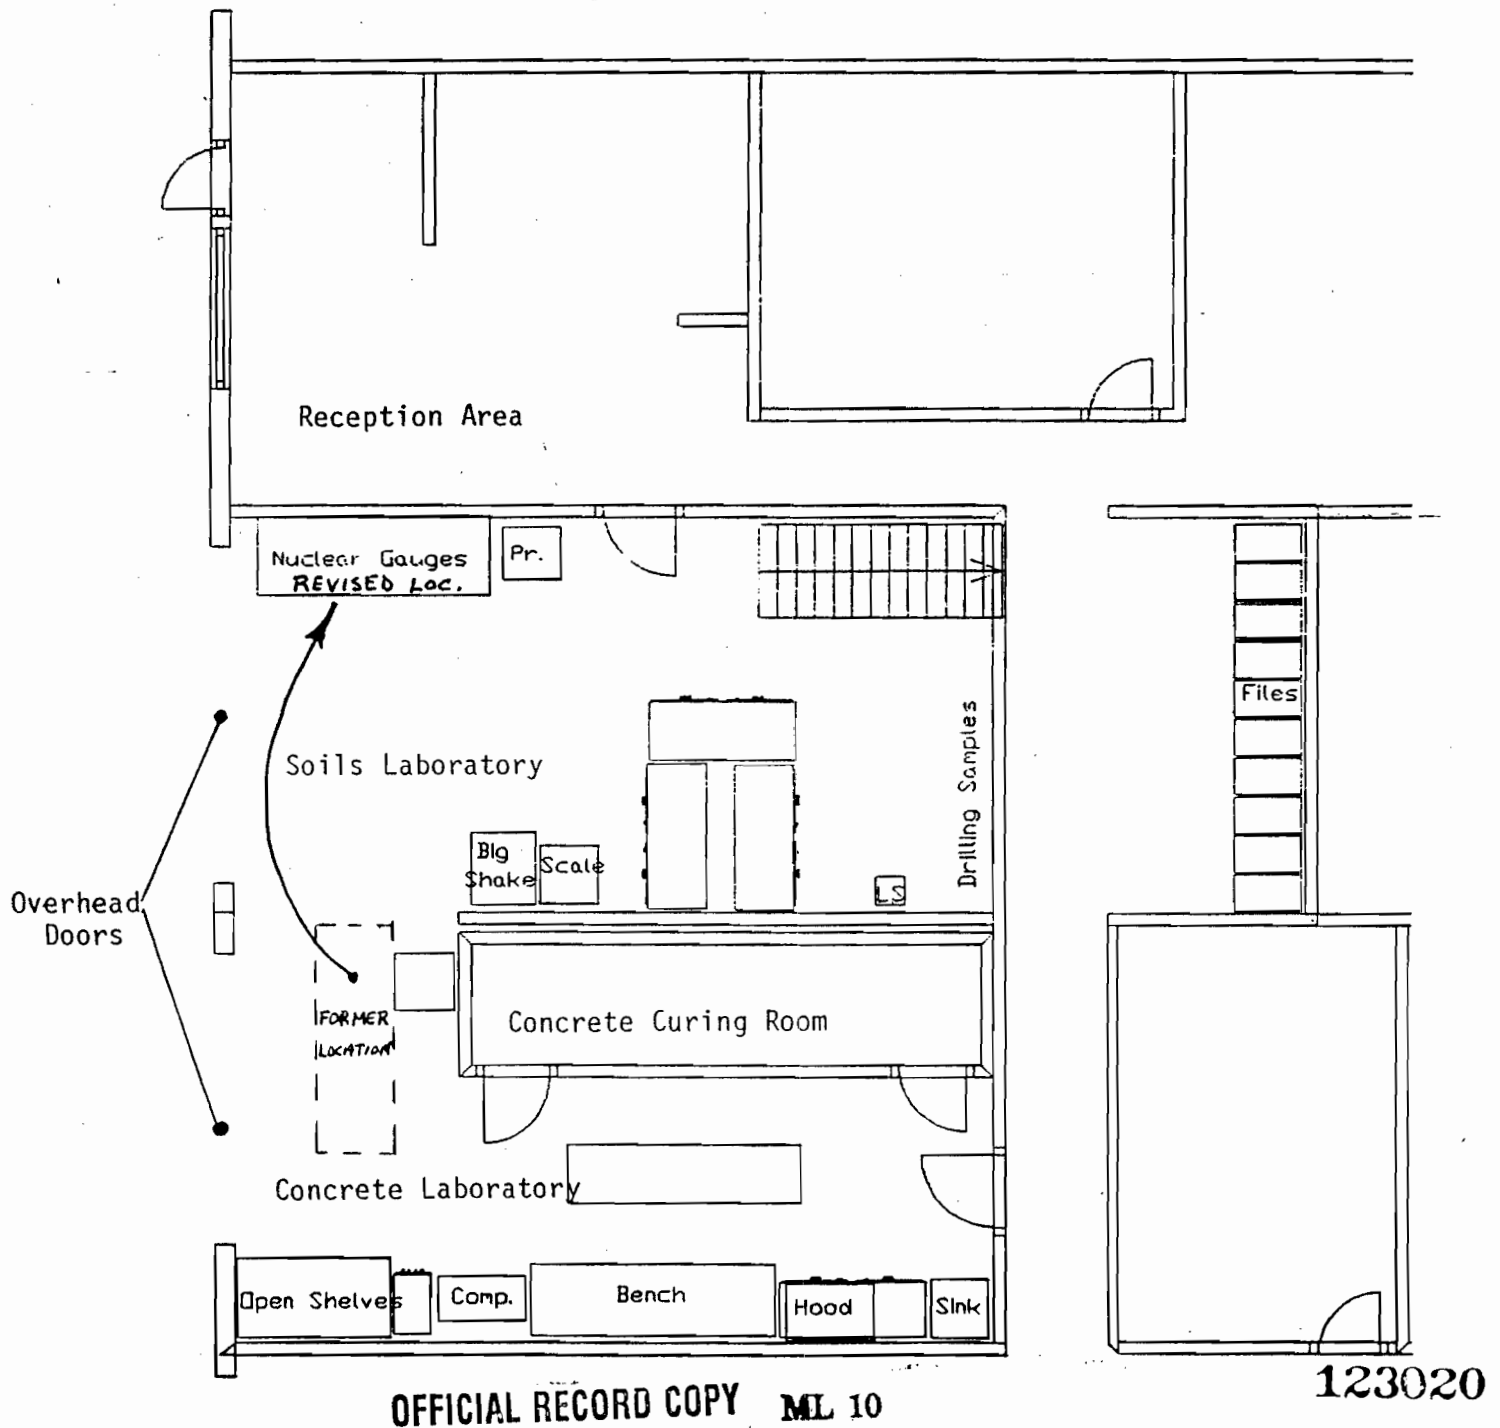 Reception Area
Nuclear Gauges
REVISED LOC.
Pr.
Files
Drilling Samples
Soils Laboratory
Big
Shake
Scale
LS
Overhead
Doors
FORMER
LOCATION
Concrete Curing Room
Concrete Laboratory
Open Shelves
Comp.
Bench
Hood
Sink
OFFICIAL RECORD COPY ML 10
123020